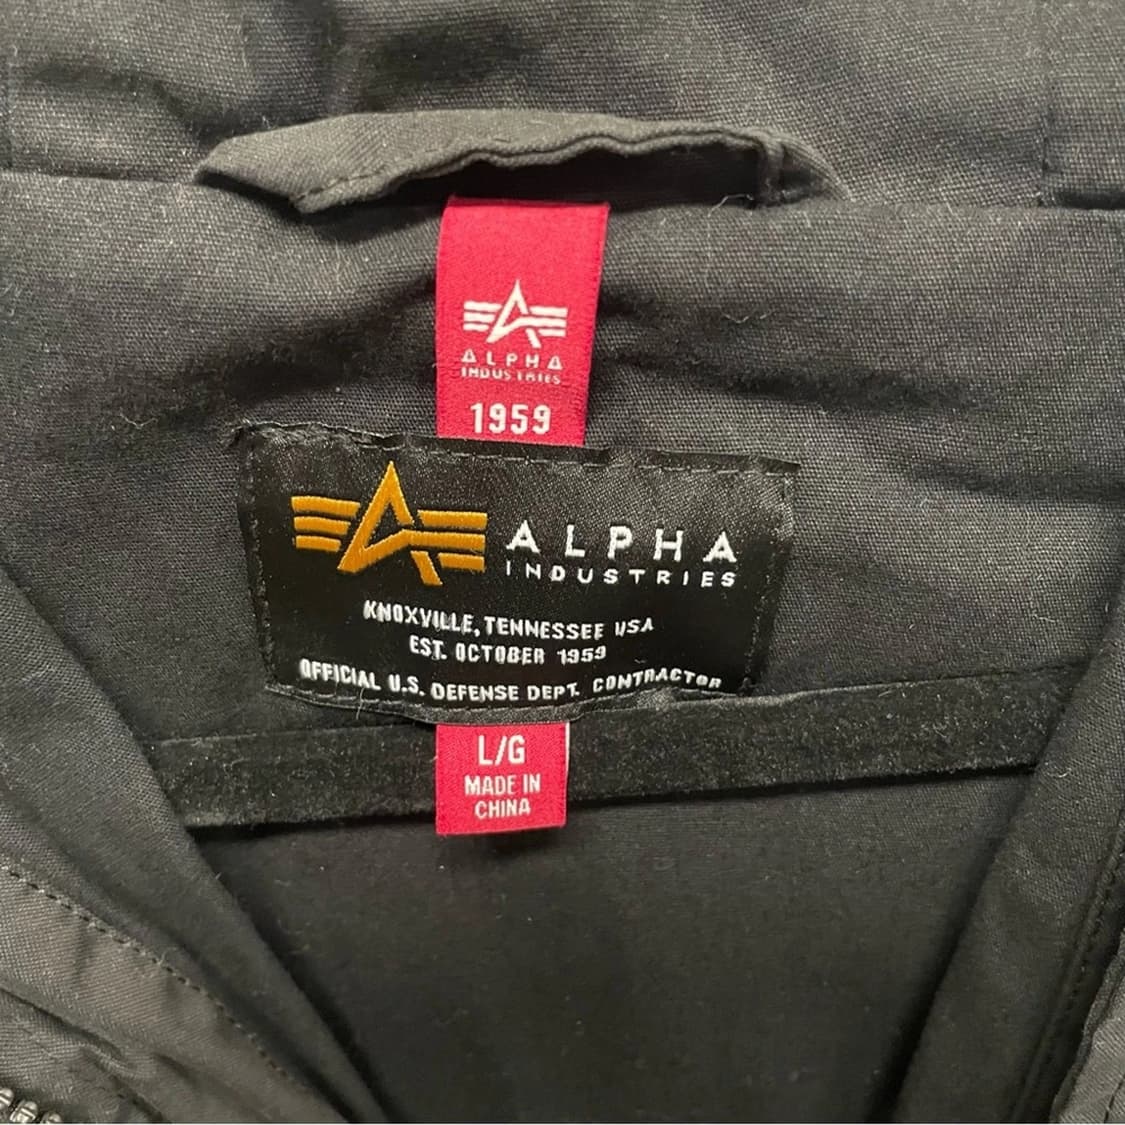 ALPHA
INDUSTRIES
1959
ALPHA
INDUSTRIES
KNOXVILLE, TENNESSEE USA
EST. OCTOBER 1959
OFFICIAL U.S. DEFENSE DEPT. CONTRACTOR
L/G
MADE IN
CHINA